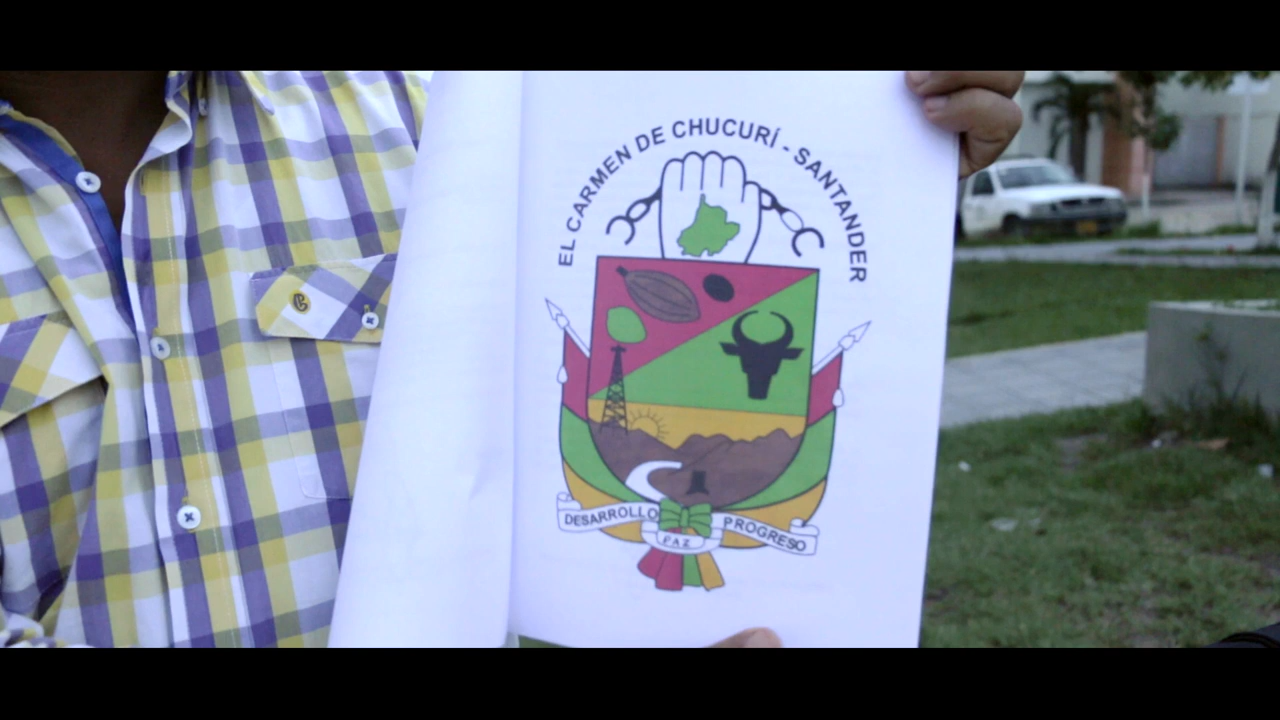 EL CARMEN DE CHUCURÍ - SANTANDER
DESARROLLO
PAZ
PROGRESO